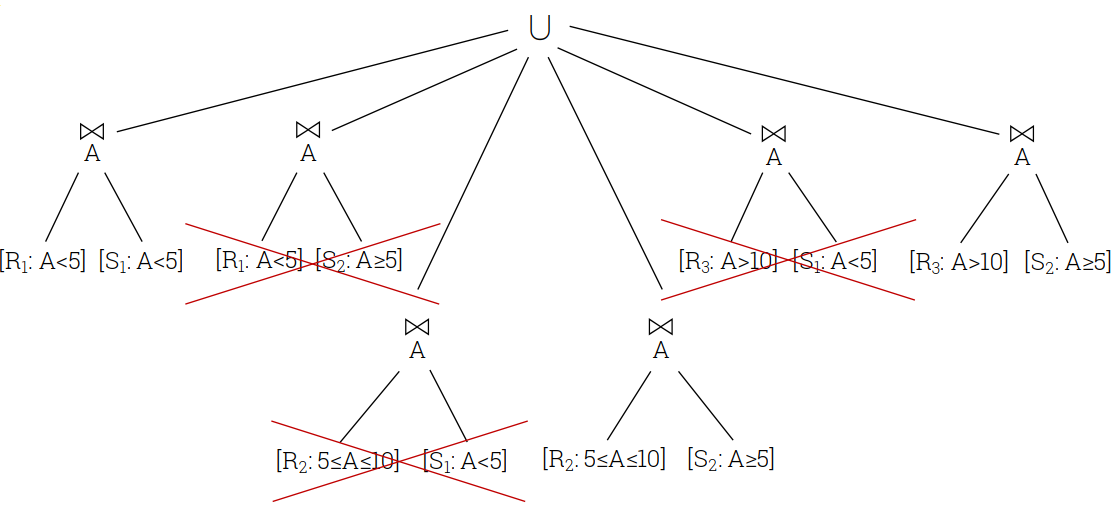 ∪
⋈ ⋈ ⋈ ⋈
A A A A
[R₁: A<5] [S₁: A<5] [R₁: A<5] [S₂: A≥5] [R₃: A>10] [S₁: A<5] [R₃: A>10] [S₂: A≥5]
⋈ ⋈
A A
[R₂: 5≤A≤10] [S₁: A<5] [R₂: 5≤A≤10] [S₂: A≥5]